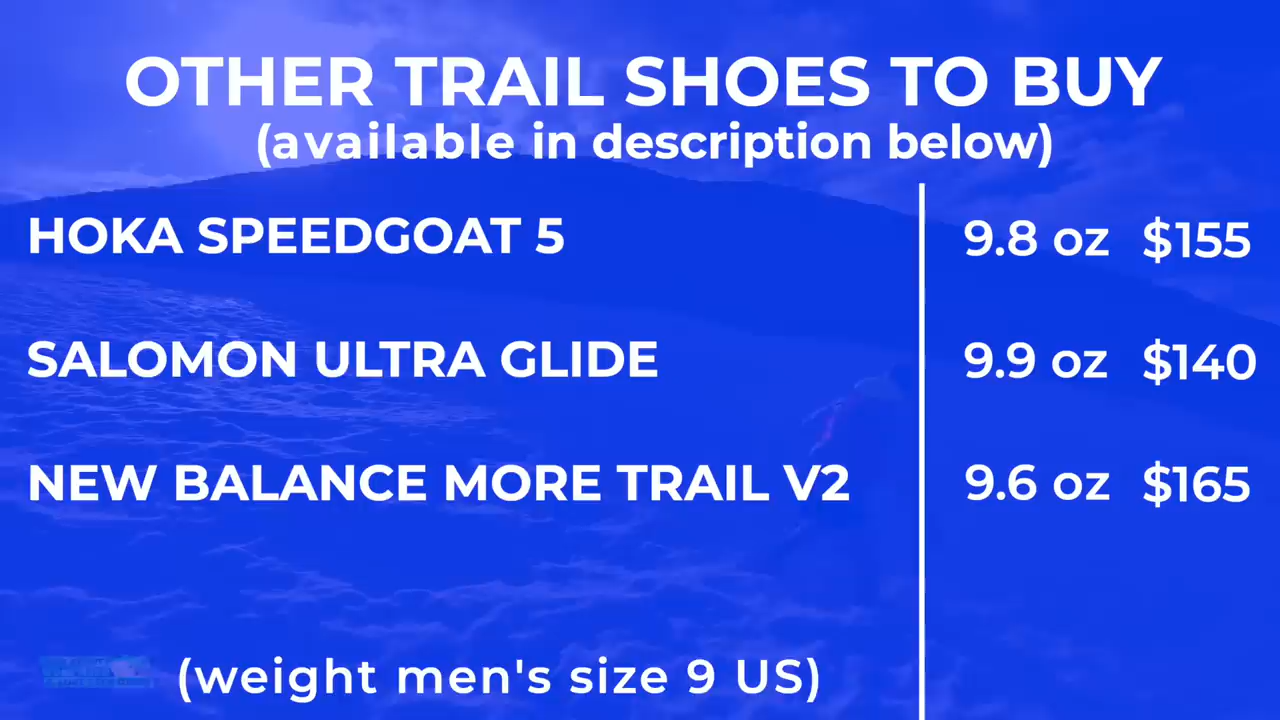 OTHER TRAIL SHOES TO BUY
(available in description below)
HOKA SPEEDGOAT 5 9.8 oz $155
SALOMON ULTRA GLIDE 9.9 oz $140
NEW BALANCE MORE TRAIL V2 9.6 oz $165
(weight men's size 9 US)